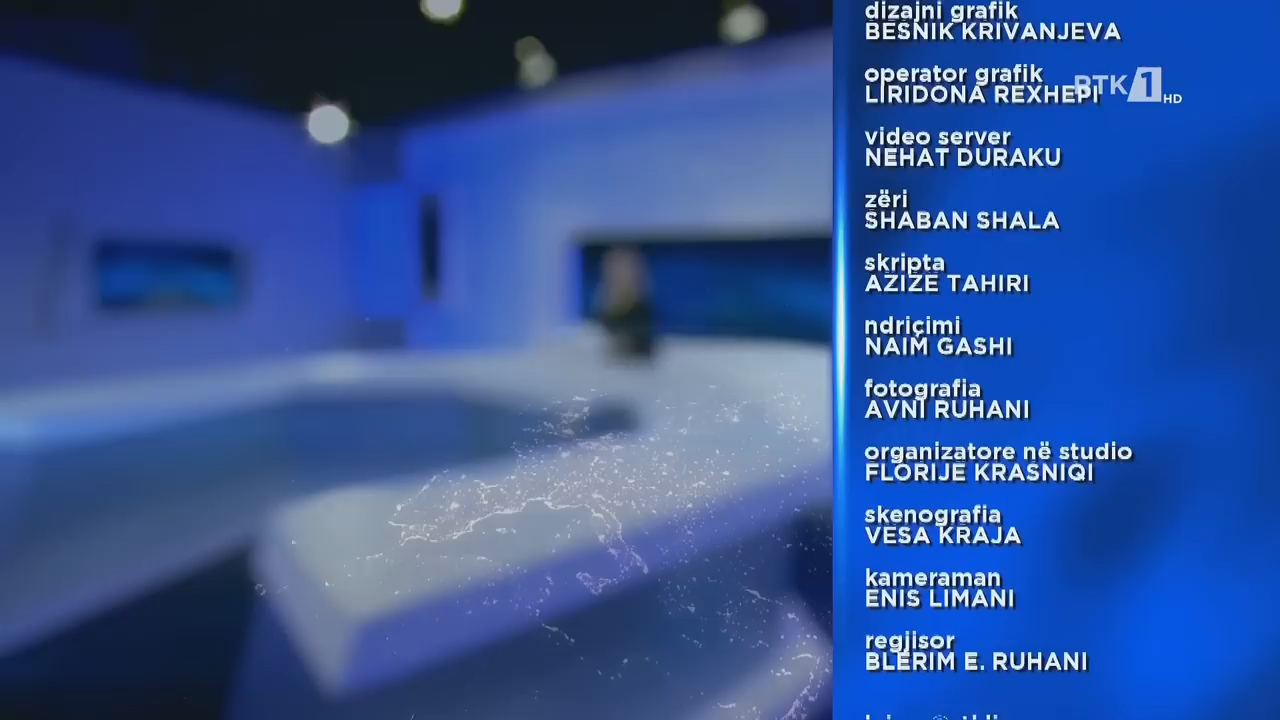 dizajni grafik
BESNIK KRIVANJEVA
operator grafik
LIRIDONA REXHEPI
RTK 1 HD
video server
NEHAT DURAKU
zëri
SHABAN SHALA
skripta
AZIZE TAHIRI
ndriçimi
NAIM GASHI
fotografia
AVNI RUHANI
organizatore në studio
FLORIJE KRASNIQI
skenografia
VESA KRAJA
kameraman
ENIS LIMANI
regjisor
BLERIM E. RUHANI